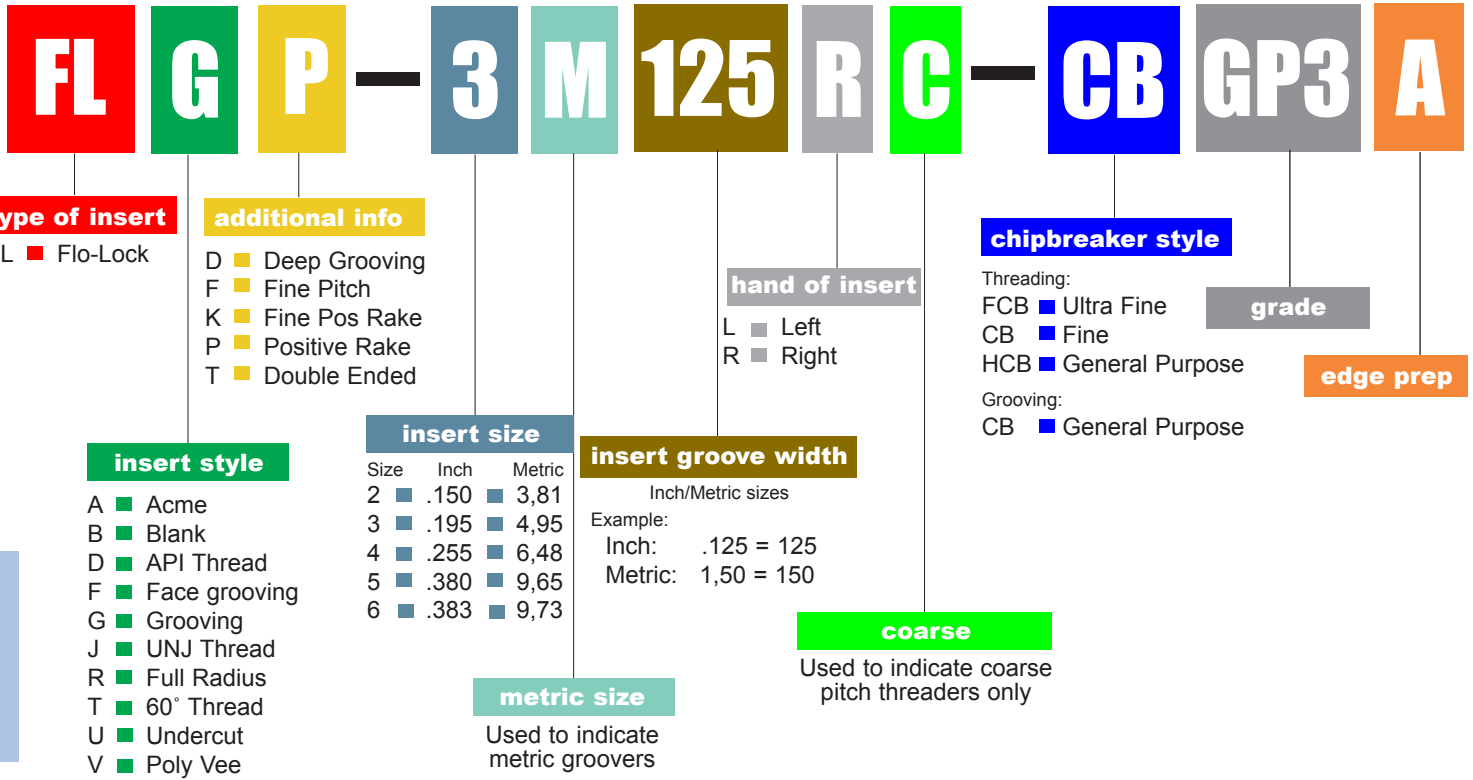 FL G P - 3 M 125 R C - CB GP3 A
ype of insert
L Flo-Lock
additional info
D Deep Grooving
F Fine Pitch
K Fine Pos Rake
P Positive Rake
T Double Ended
hand of insert
L Left
R Right
chipbreaker style
Threading:
FCB Ultra Fine
CB Fine
HCB General Purpose
Grooving:
CB General Purpose
grade
edge prep
insert style
A Acme
B Blank
D API Thread
F Face grooving
G Grooving
J UNJ Thread
R Full Radius
T 60° Thread
U Undercut
V Poly Vee
insert size
Size Inch Metric
2 .150 3,81
3 .195 4,95
4 .255 6,48
5 .380 9,65
6 .383 9,73
insert groove width
Inch/Metric sizes
Example:
Inch: .125 = 125
Metric: 1,50 = 150
metric size
Used to indicate
metric groovers
coarse
Used to indicate coarse
pitch threaders only